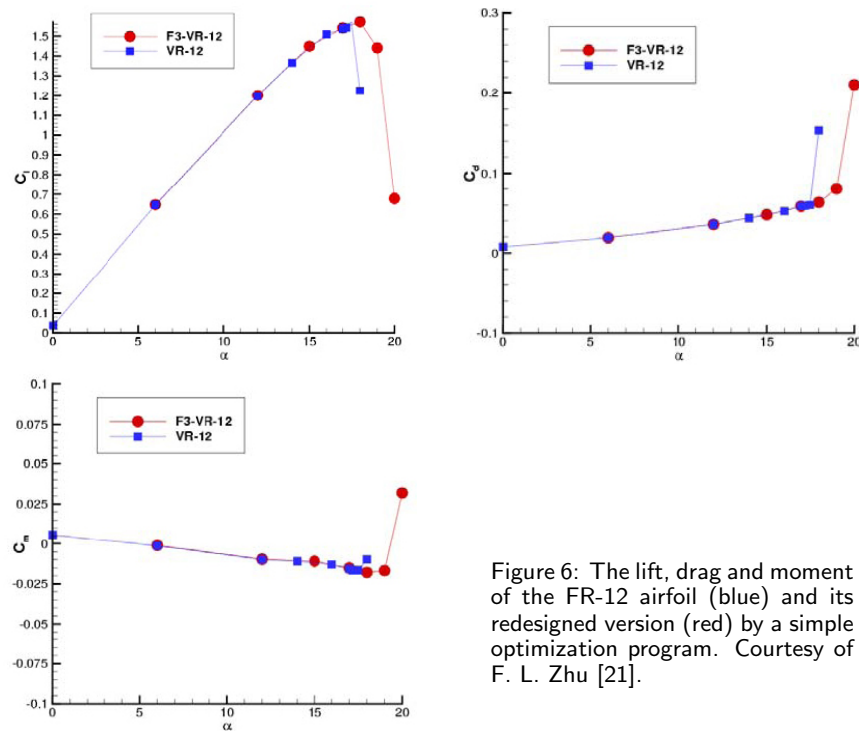 F3-VR-12
VR-12
1.5
1.4
1.3
1.2
1.1
1
0.9
0.8
0.7
0.6
0.5
0.4
0.3
0.2
0.1
0
C_l
0
5
10
15
20
α
F3-VR-12
VR-12
0.3
0.2
0.1
0
-0.1
C_d
0
5
10
15
20
α
F3-VR-12
VR-12
0.1
0.075
0.05
0.025
0
-0.025
-0.05
-0.075
-0.1
C_m
0
5
10
15
20
α
Figure 6: The lift, drag and moment
of the FR-12 airfoil (blue) and its
redesigned version (red) by a simple
optimization program. Courtesy of
F. L. Zhu [21].